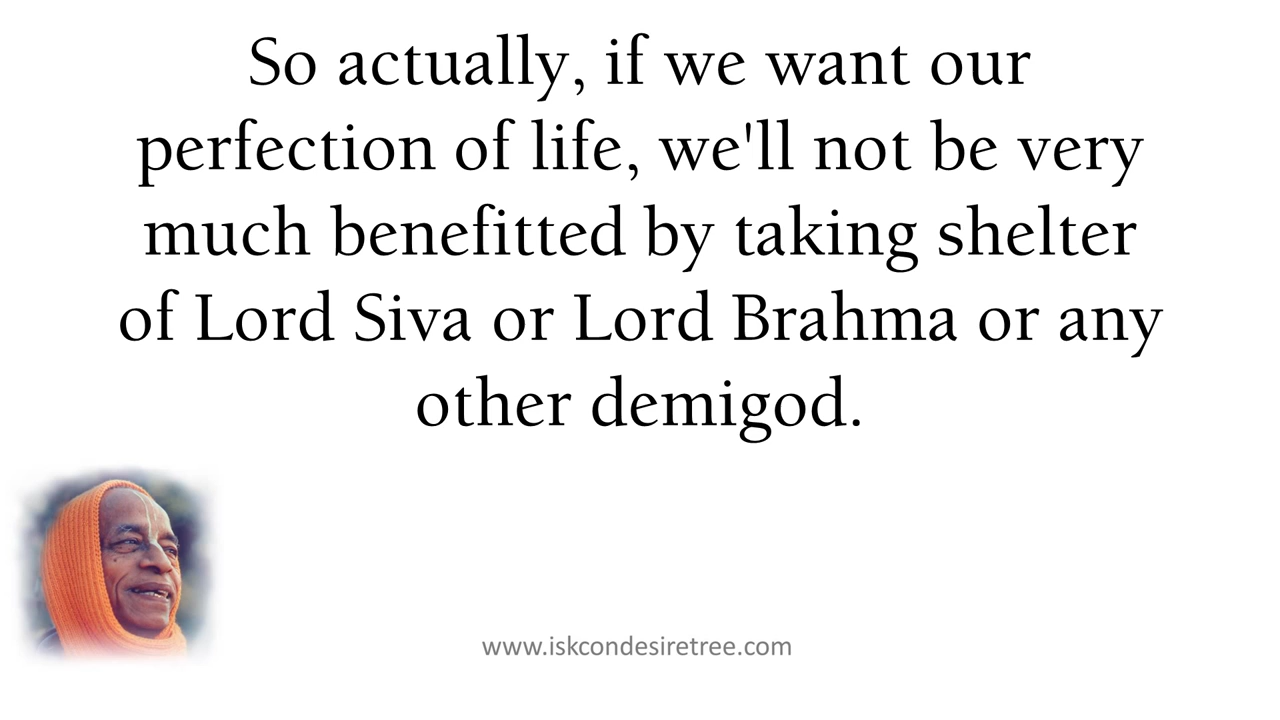 So actually, if we want our
perfection of life, we'll not be very
much benefitted by taking shelter
of Lord Siva or Lord Brahma or any
other demigod.
www.iskcondesiretree.com